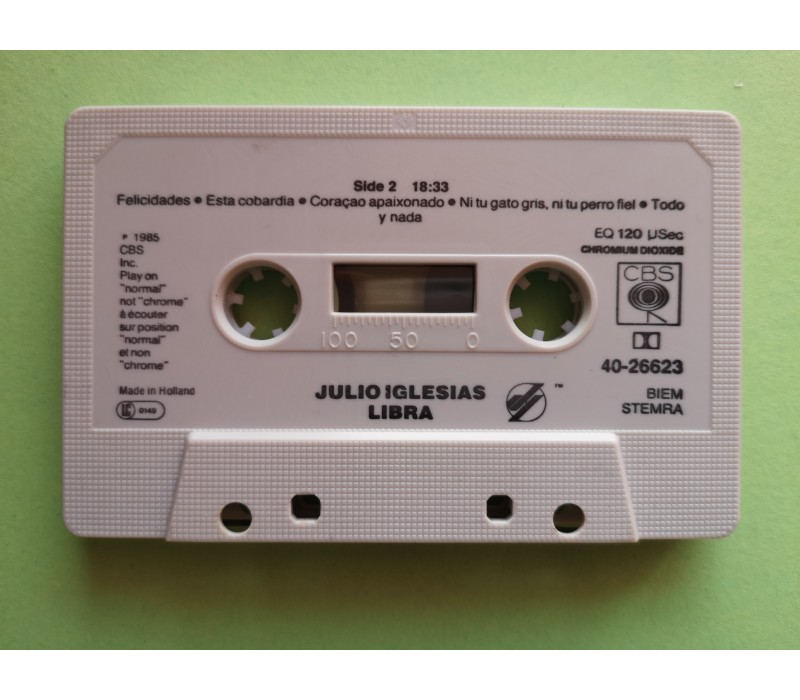 Side 2 18:33
Felicidades • Esta cobardia • Coraçao apaixonado • Ni tu gato gris, ni tu perro fiel • Todo
y nada
℗ 1985
CBS
Inc.
Play on
"normal"
not "chrome"
à écouter
sur position
"normal"
et non
"chrome"
EQ 120 µSec
CHROMIUM DIOXIDE
CBS
100 50 0
40-26623
Made in Holland
LC 0149
JULIO IGLESIAS
LIBRA
™
BIEM
STEMRA